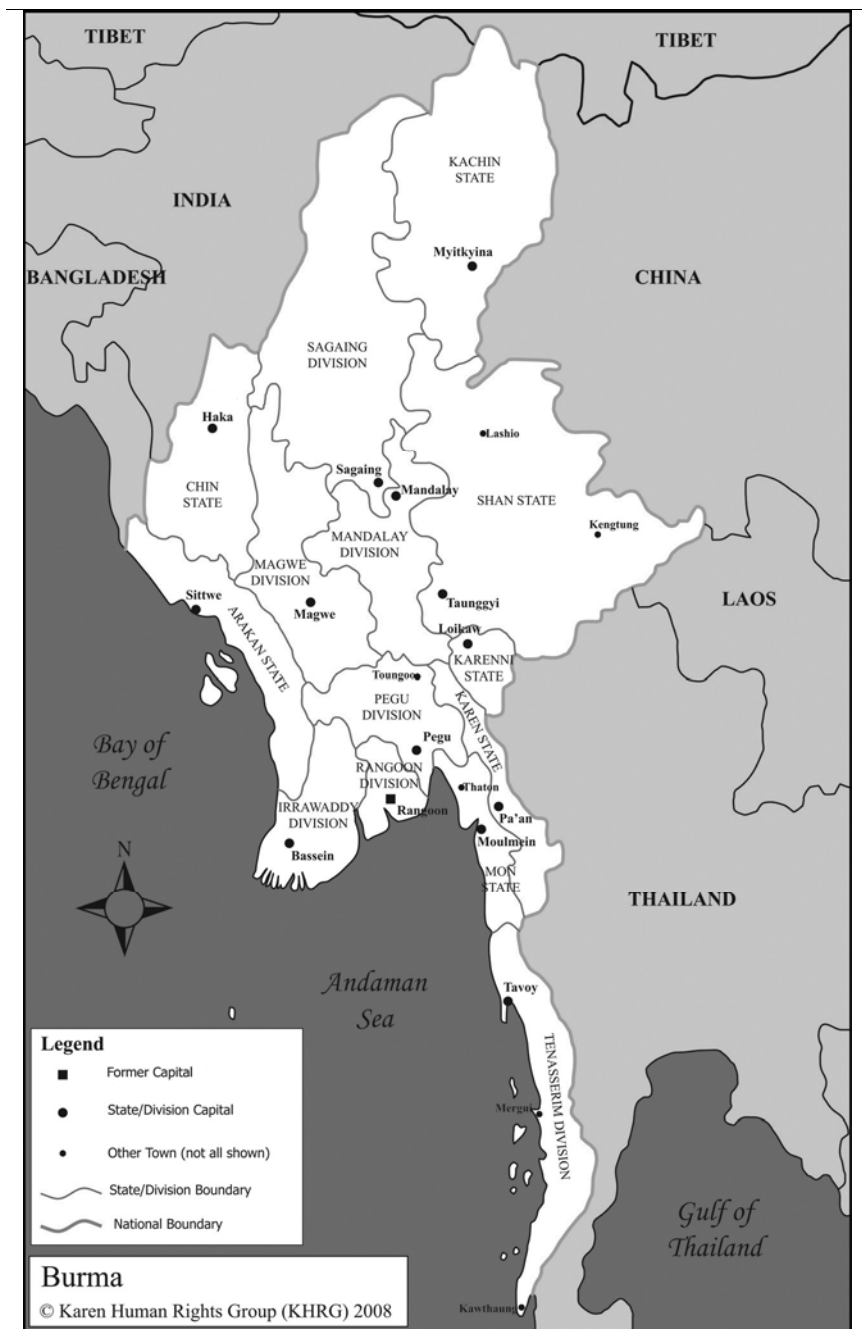 TIBET
TIBET
KACHIN
STATE
INDIA
Myitkyina
BANGLADESH
CHINA
SAGAING
DIVISION
Haka
Lashio
Sagaing
Mandalay
CHIN
STATE
SHAN STATE
Kengtung
MANDALAY
DIVISION
MAGWE
DIVISION
Sittwe
Magwe
Taunggyi
LAOS
ARAKAN STATE
Loikaw
KARENNI
STATE
Toungoo
PEGU
DIVISION
KAREN STATE
Bay of
Bengal
Pegu
RANGOON
DIVISION
Thaton
IRRAWADDY
DIVISION
Rangoon
Pa'an
Moulmein
Bassein
MON
STATE
N
THAILAND
Andaman
Sea
Tavoy
TENASSERIM DIVISION
Mergui
Gulf of
Thailand
Kawthaung
Legend
Former Capital
State/Division Capital
Other Town (not all shown)
State/Division Boundary
National Boundary
Burma
© Karen Human Rights Group (KHRG) 2008